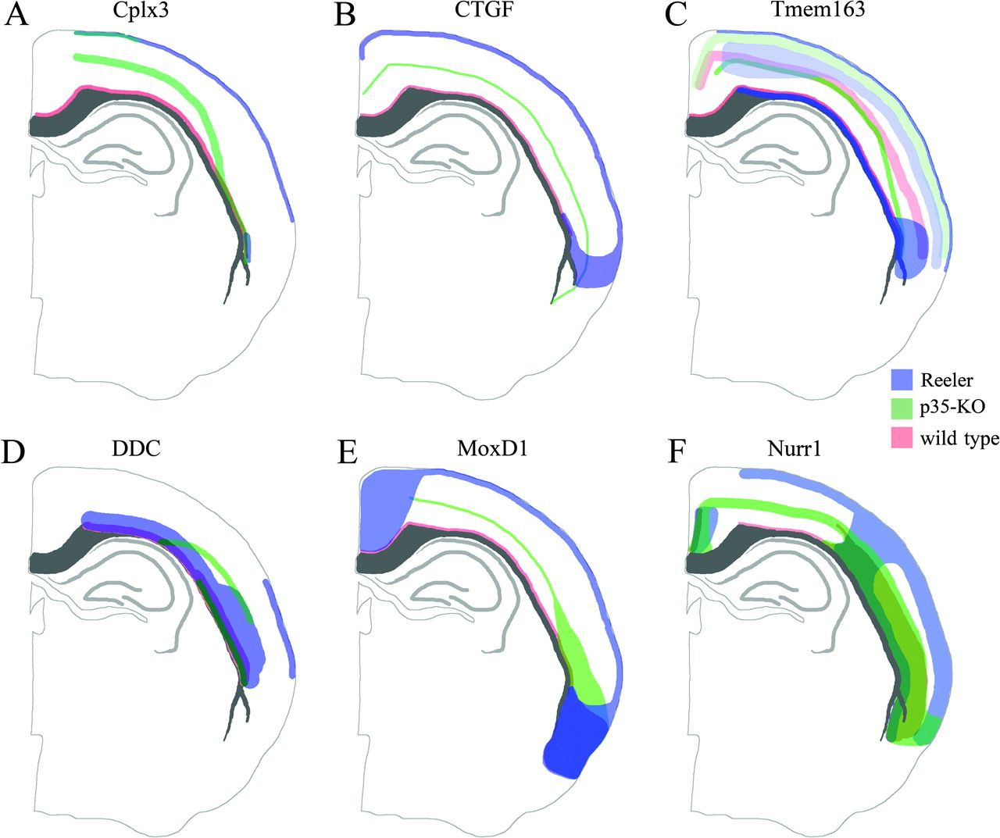 A
Cplx3
B
CTGF
C
Tmem163
Reeler
p35-KO
wild type
D
DDC
E
MoxD1
F
Nurr1